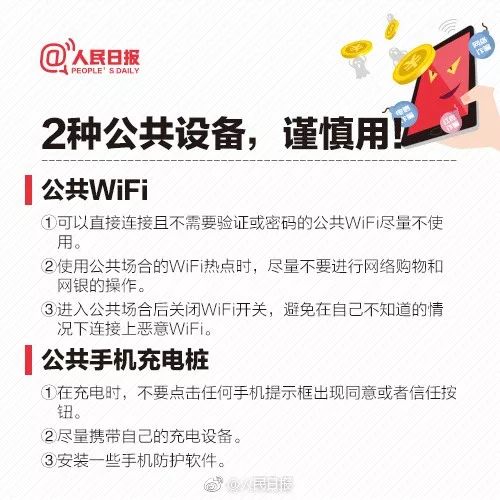 @人民日报
PEOPLE'S DAILY
2种公共设备，谨慎用！
公共WiFi
①可以直接连接且不需要验证或密码的公共WiFi尽量不使
用。
②使用公共场合的WiFi热点时，尽量不要进行网络购物和
网银的操作。
③进入公共场合后关闭WiFi开关，避免在自己不知道的情
况下连接上恶意WiFi。
公共手机充电桩
①在充电时，不要点击任何手机提示框出现同意或者信任按
钮。
②尽量携带自己的充电设备。
③安装一些手机防护软件。
@人民日报